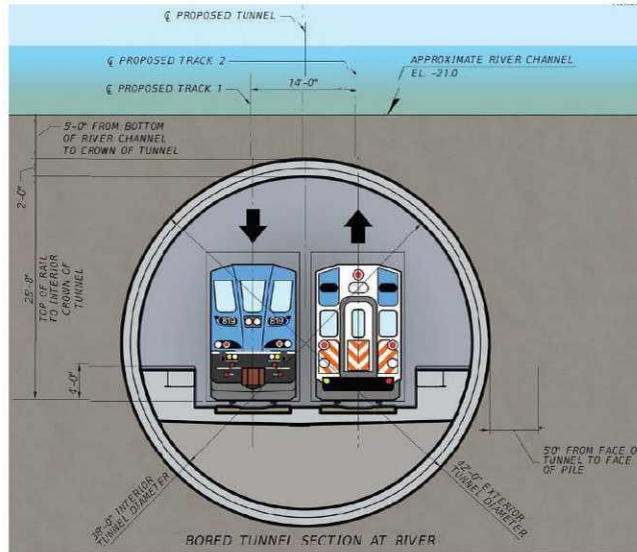 ℄ PROPOSED TUNNEL
℄ PROPOSED TRACK 2
14'-0"
℄ PROPOSED TRACK 1
APPROXIMATE RIVER CHANNEL
EL. -21.0
5'-0" FROM BOTTOM
OF RIVER CHANNEL
TO CROWN OF TUNNEL
2'-0"
25'-8"
TOP OF RAIL
TO INTERIOR
CROWN OF
TUNNEL
4'-0"
819
819
38'-0" INTERIOR
TUNNEL DIAMETER
42'-0" EXTERIOR
TUNNEL DIAMETER
5'0" FROM FACE O
TUNNEL TO FACE
OF PILE
BORED TUNNEL SECTION AT RIVER